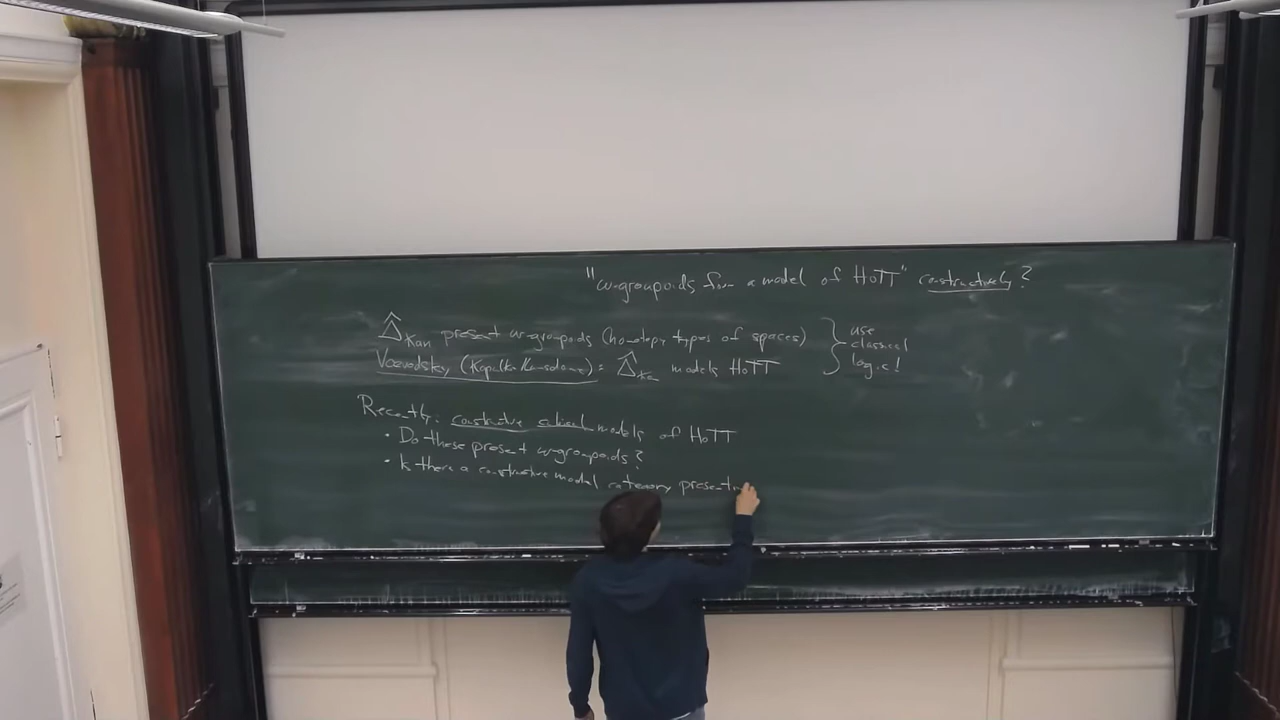 "ω-groupoids form a model of HoTT" constructively?
Δ̂Kan present ω-groupoids (homotopy types of spaces)
Voevodsky (Kapulkin Lumsdaine): Δ̂Kan models HoTT
} use
classical
logic!
Recently: constructive cubical models of HoTT
• Do these present ω-groupoids?
• Is there a constructive model category presenting